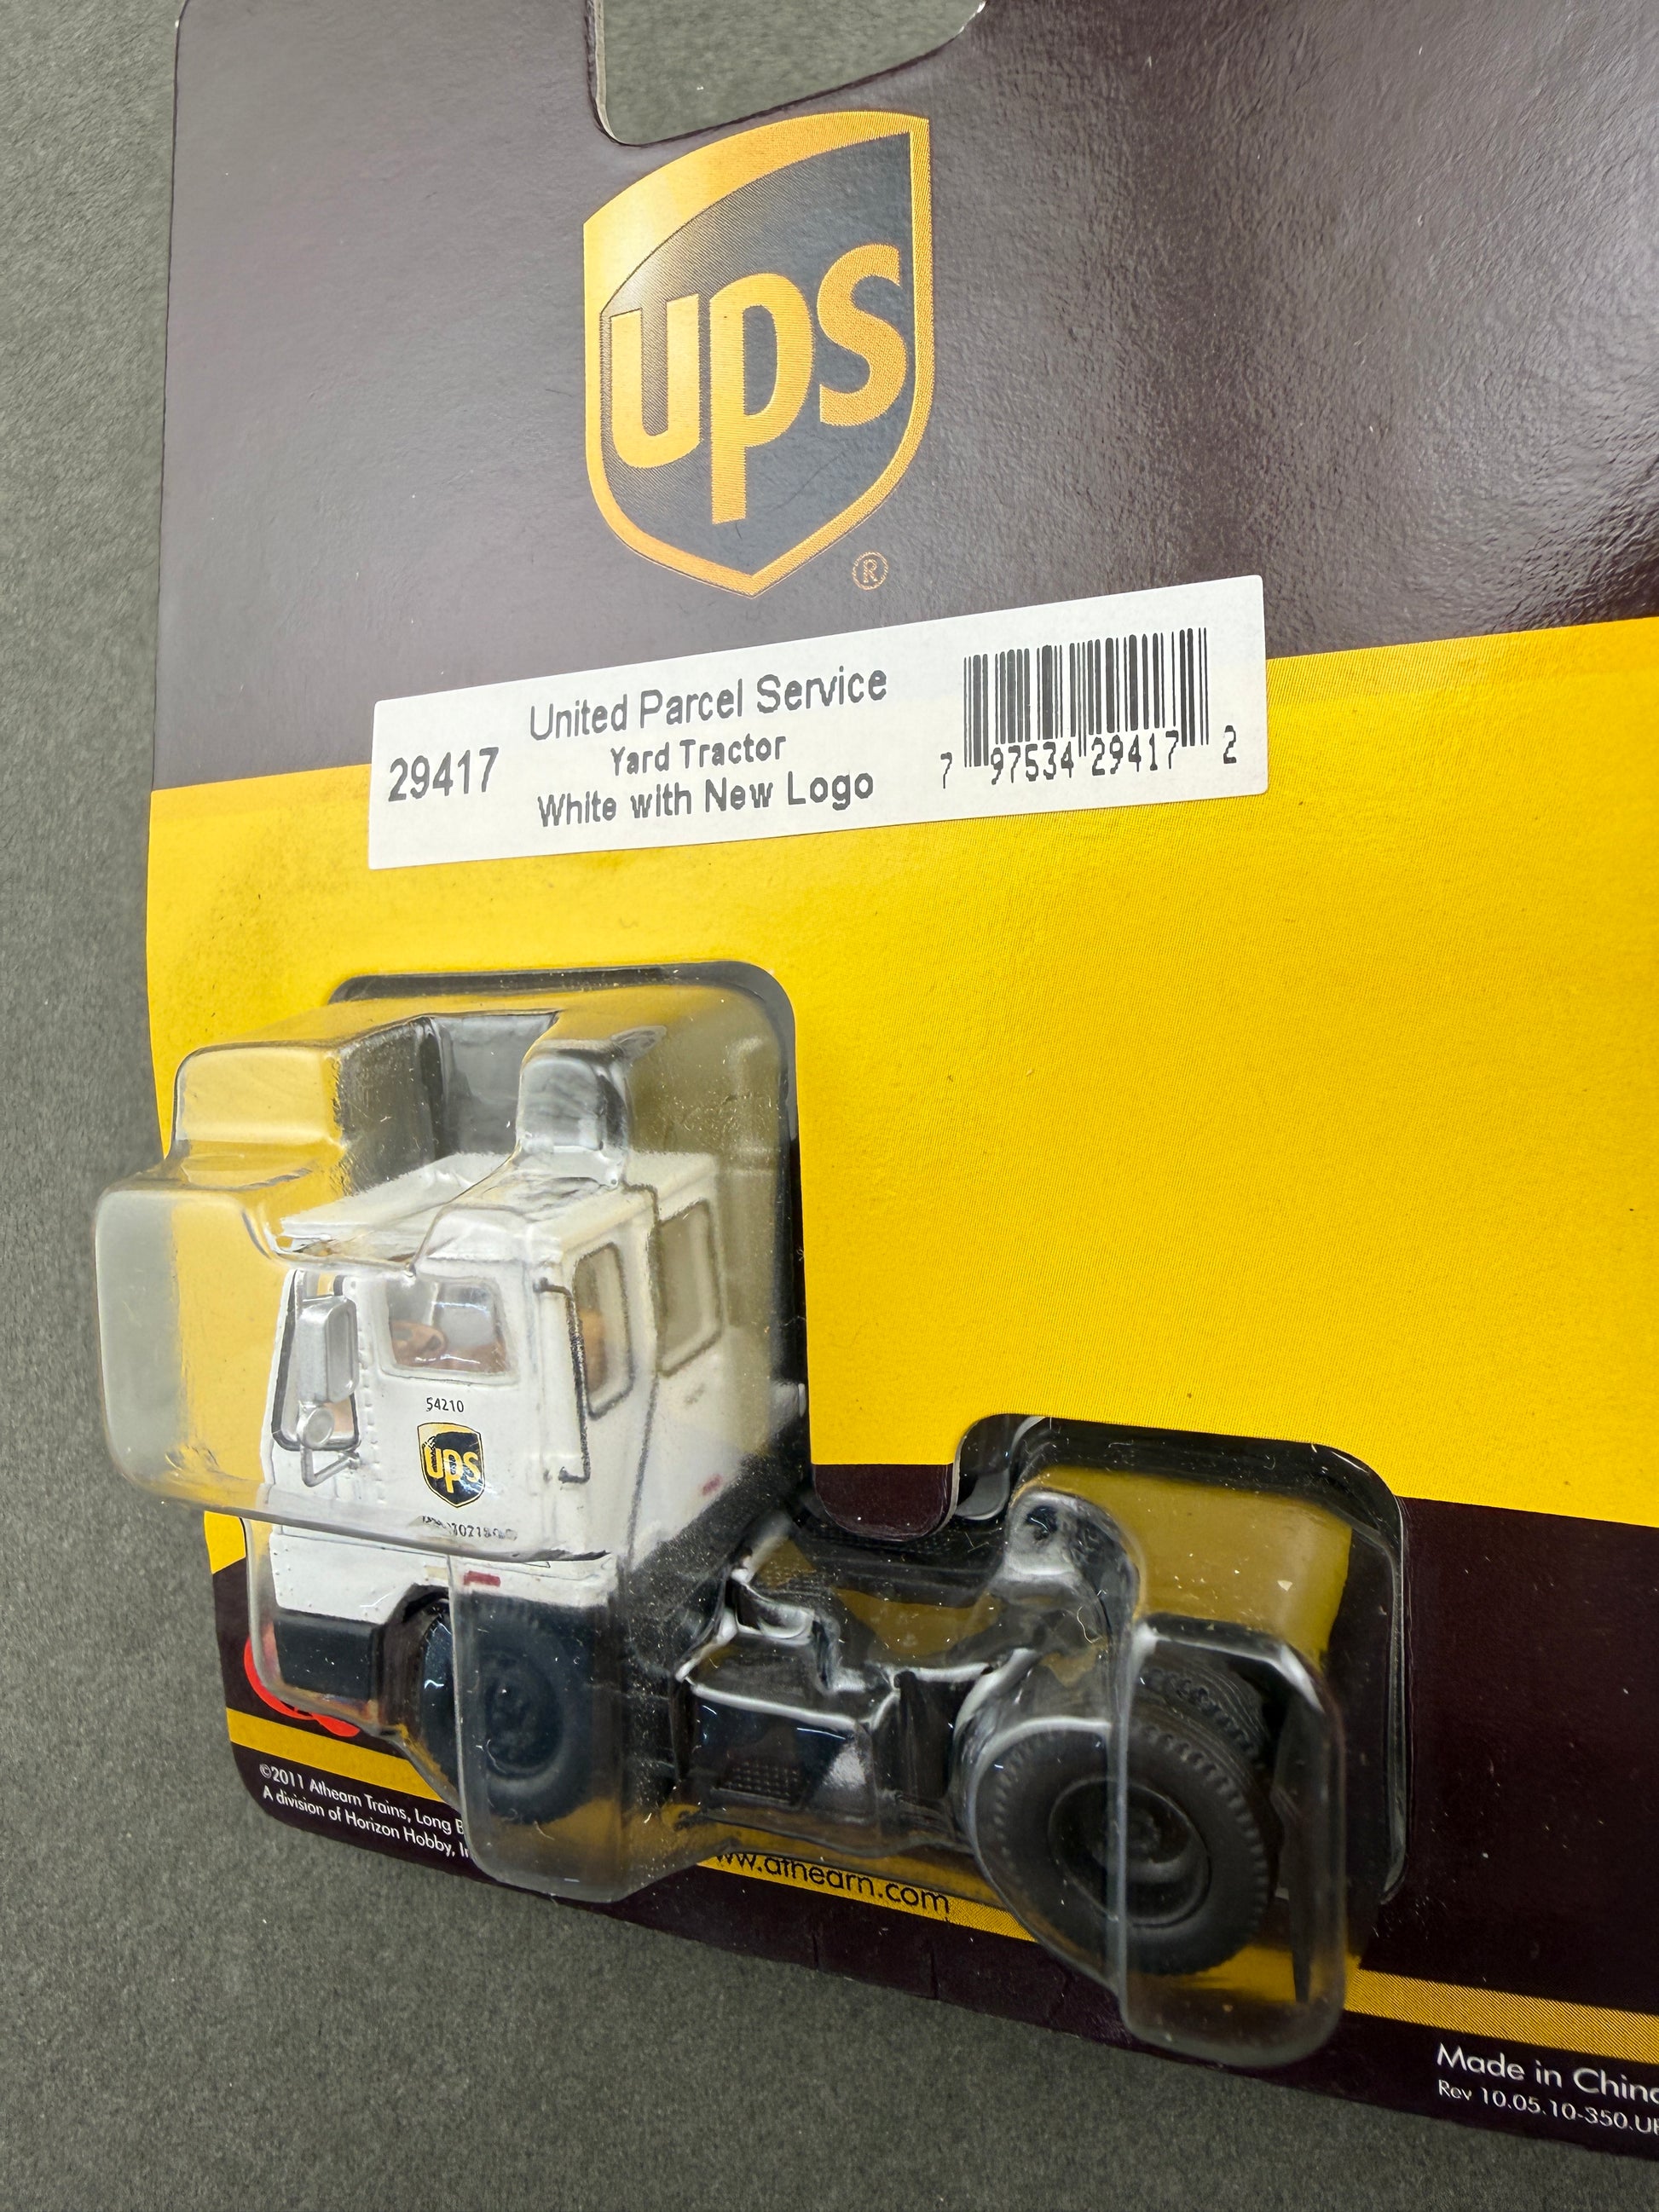 ups
®
29417
United Parcel Service
Yard Tractor
White with New Logo
7 97534 29417 2
54210
ups
©2011 Athearn Trains, Long
A division of Horizon Hobby,
www.athearn.com
Made in China
Rev 10.05.10-350.